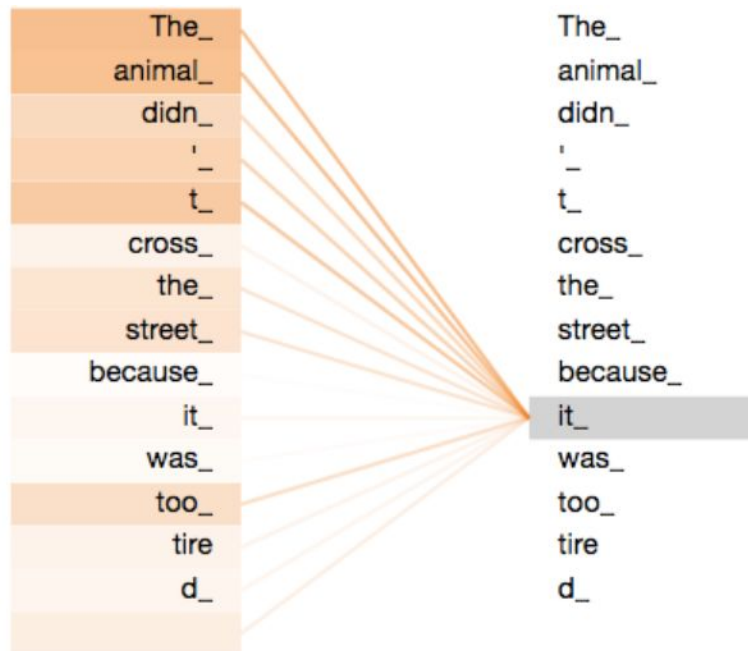 The_ The_
animal_ animal_
didn_ didn_
'_ '_
t_ t_
cross_ cross_
the_ the_
street_ street_
because_ because_
it_ it_
was_ was_
too_ too_
tire tire
d_ d_